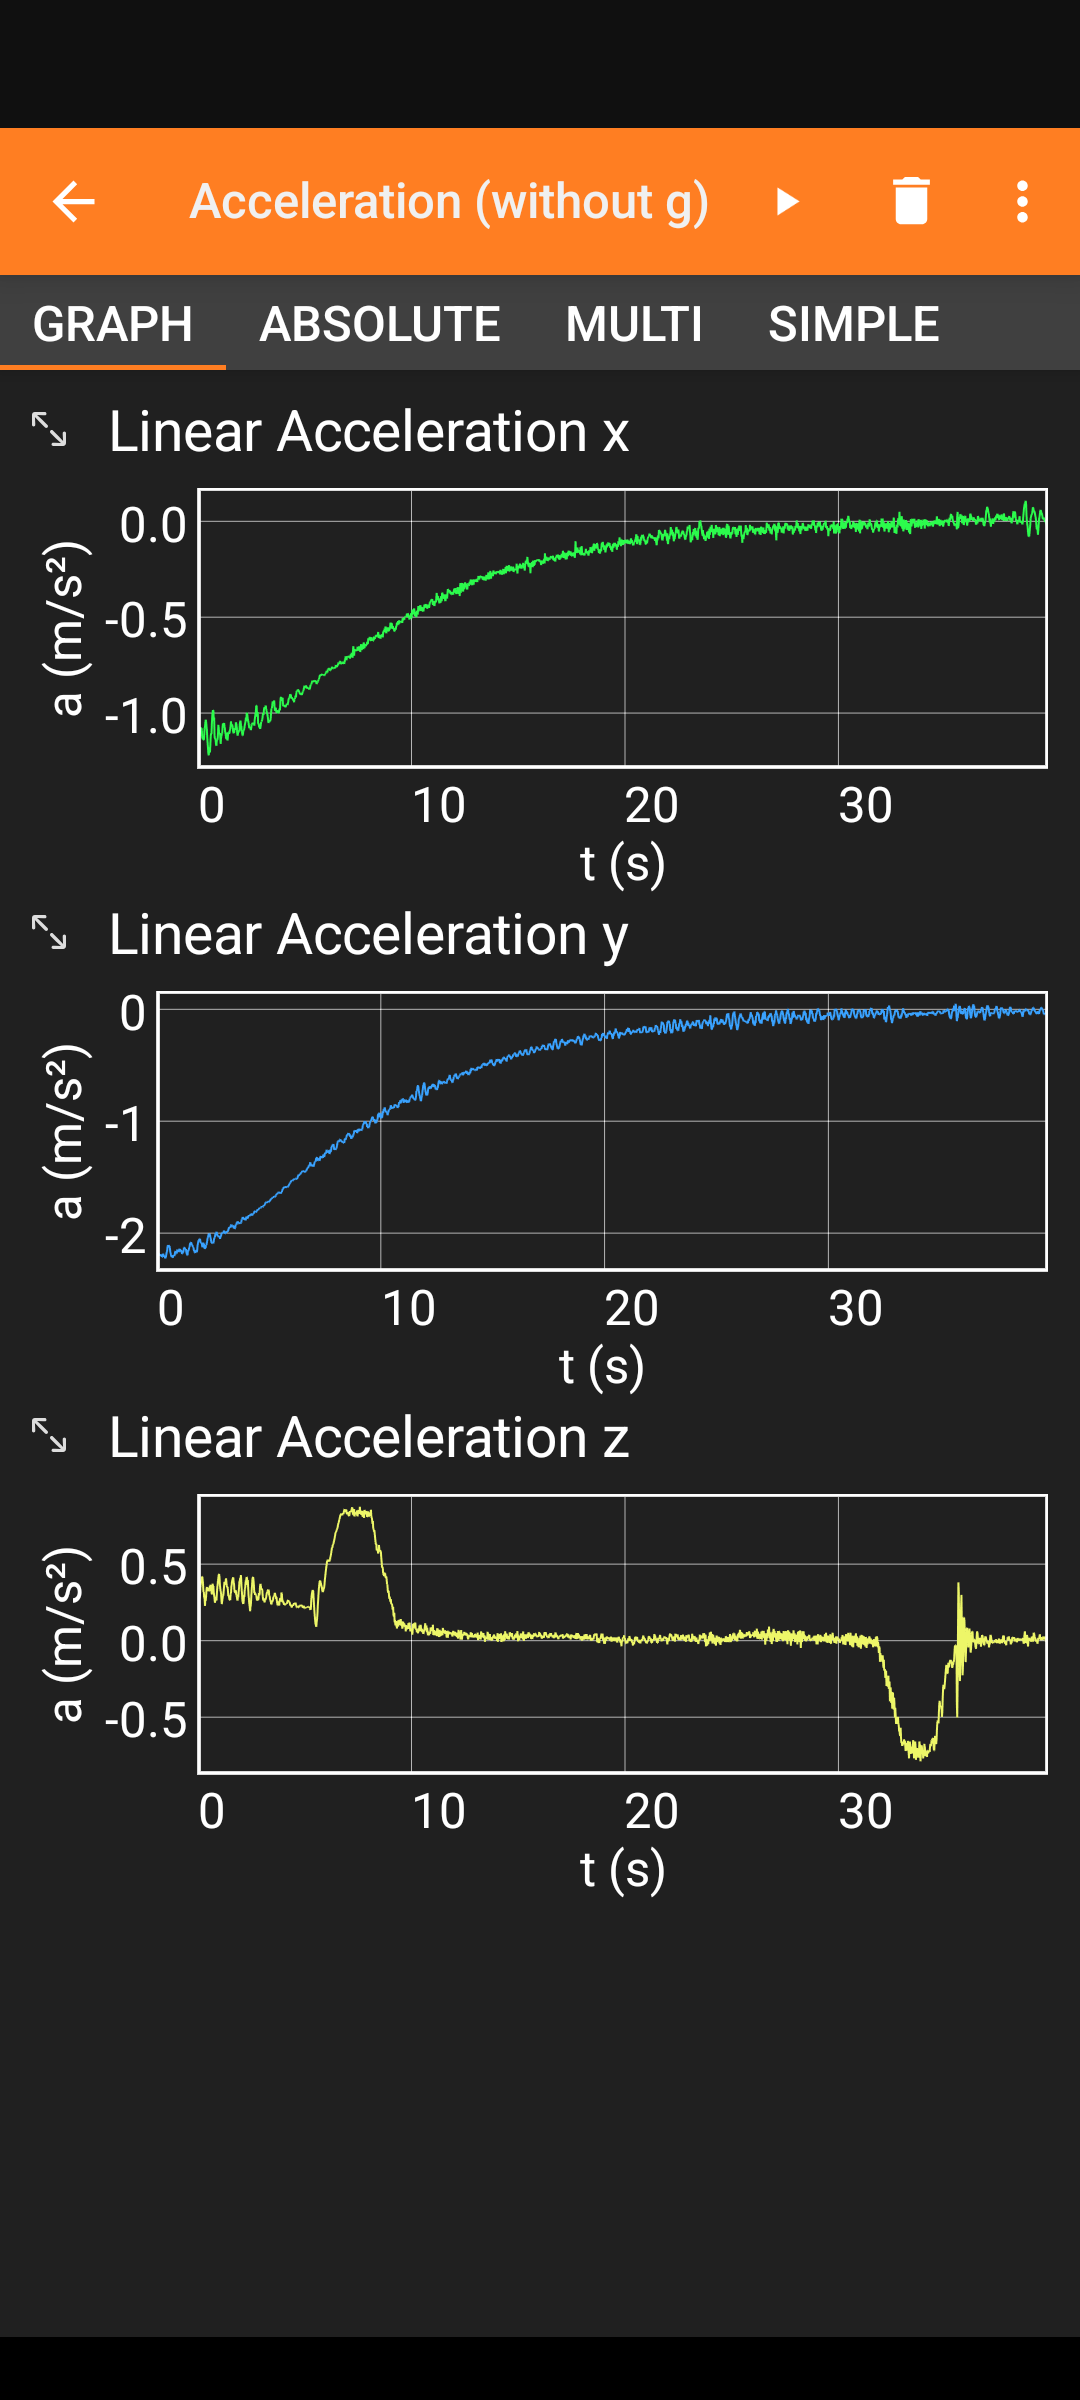 Acceleration (without g)
GRAPH ABSOLUTE MULTI SIMPLE
Linear Acceleration x
a (m/s²)
0.0
-0.5
-1.0
0 10 20 30
t (s)
Linear Acceleration y
a (m/s²)
0
-1
-2
0 10 20 30
t (s)
Linear Acceleration z
a (m/s²)
0.5
0.0
-0.5
0 10 20 30
t (s)